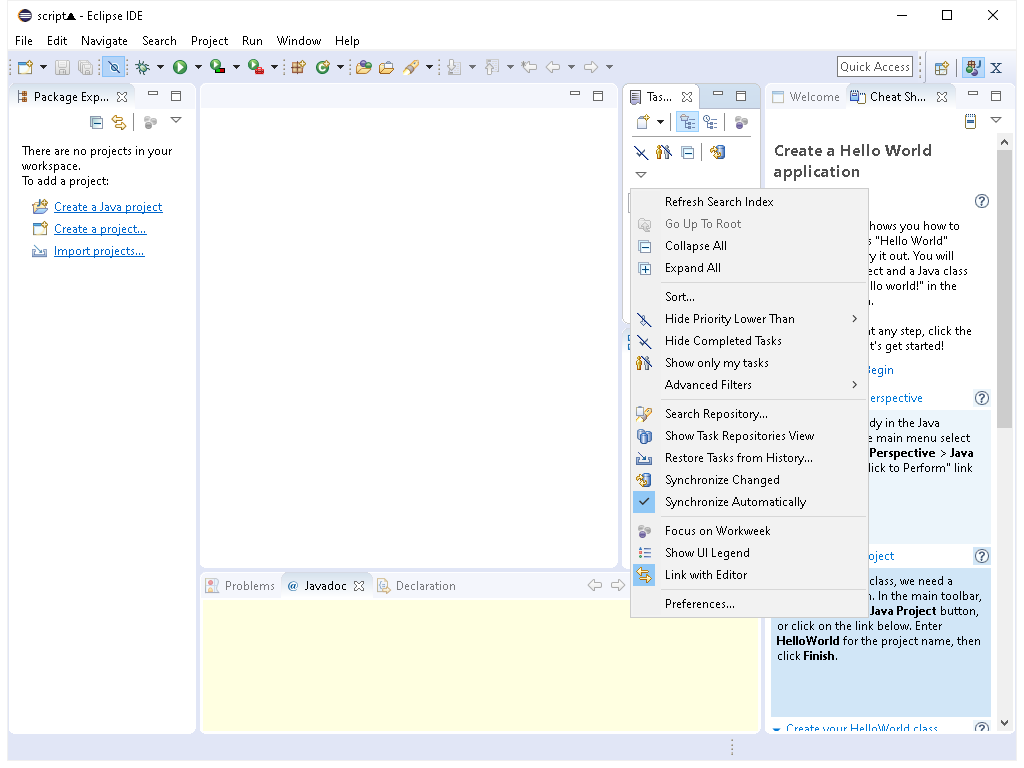 script▲ - Eclipse IDE
File Edit Navigate Search Project Run Window Help
Quick Access
Package Exp...
Tas...
Welcome
Cheat Sh...
There are no projects in your
workspace.
To add a project:
Create a Java project
Create a project...
Import projects...
Create a Hello World
application
hows you how to
s "Hello World"
ry it out. You will
ect and a Java class
llo world!" in the
at any step, click the
t's get started!
Begin
erspective
dy in the Java
e main menu select
Perspective > Java
lick to Perform" link
oject
class, we need a
n. In the main toolbar,
Java Project button,
or click on the link below. Enter
HelloWorld for the project name, then
click Finish.
Create your HelloWorld class
Refresh Search Index
Go Up To Root
Collapse All
Expand All
Sort...
Hide Priority Lower Than
Hide Completed Tasks
Show only my tasks
Advanced Filters
Search Repository...
Show Task Repositories View
Restore Tasks from History...
Synchronize Changed
Synchronize Automatically
Focus on Workweek
Show UI Legend
Link with Editor
Preferences...
Problems
@ Javadoc
Declaration